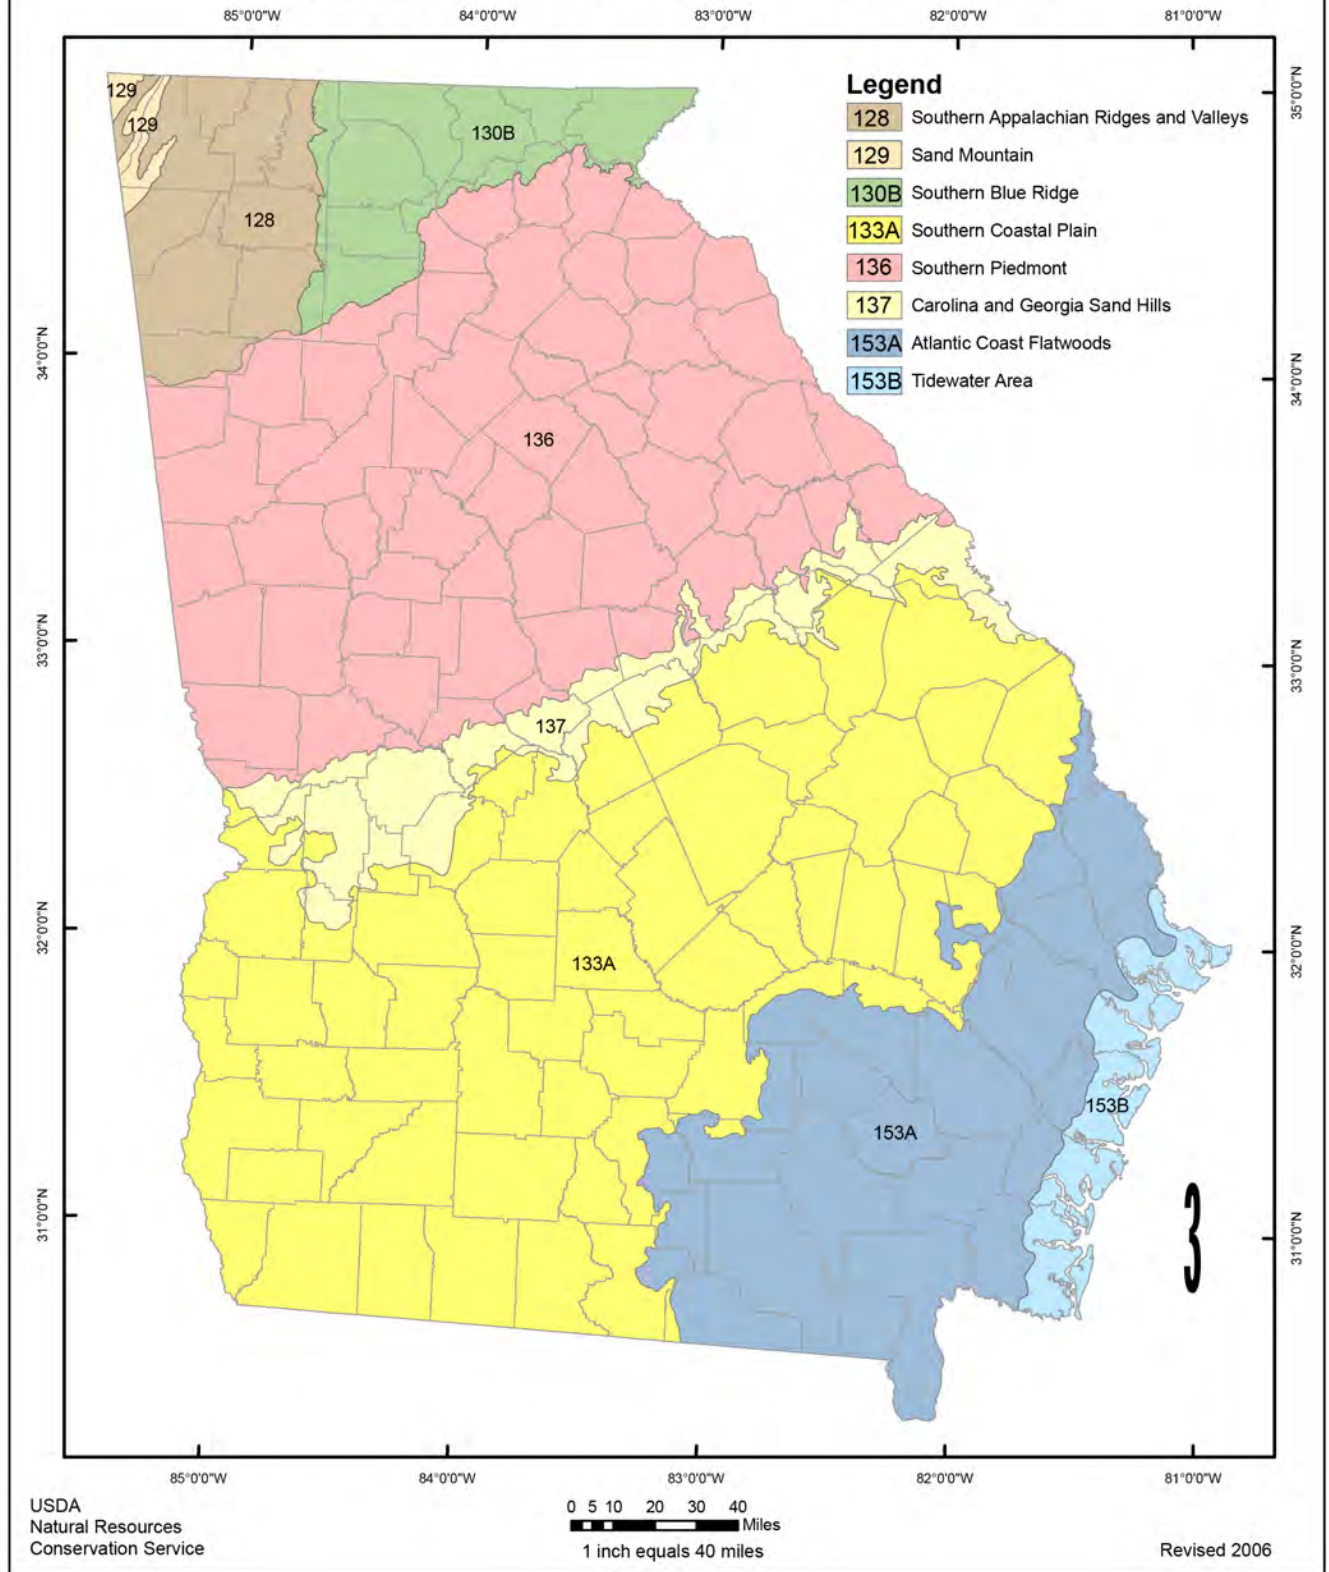 85°0'0"W 84°0'0"W 83°0'0"W 82°0'0"W 81°0'0"W
35°0'0"N
34°0'0"N
34°0'0"N
33°0'0"N
33°0'0"N
32°0'0"N
32°0'0"N
31°0'0"N
31°0'0"N
Legend
128 Southern Appalachian Ridges and Valleys
129 Sand Mountain
130B Southern Blue Ridge
133A Southern Coastal Plain
136 Southern Piedmont
137 Carolina and Georgia Sand Hills
153A Atlantic Coast Flatwoods
153B Tidewater Area
129
129
130B
128
136
137
133A
153B
153A
3
85°0'0"W 84°0'0"W 83°0'0"W 82°0'0"W 81°0'0"W
USDA
Natural Resources
Conservation Service
0 5 10 20 30 40
Miles
1 inch equals 40 miles
Revised 2006